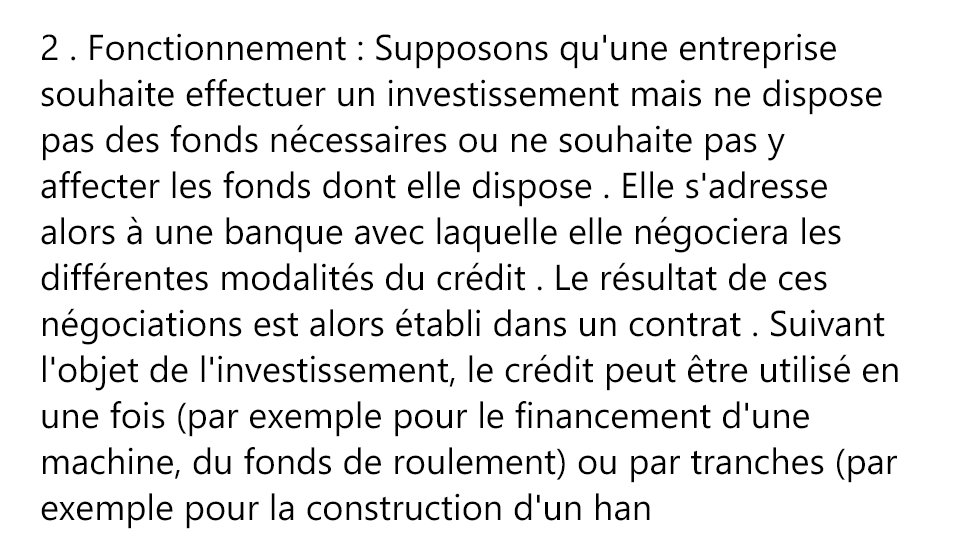 2 . Fonctionnement : Supposons qu'une entreprise
souhaite effectuer un investissement mais ne dispose
pas des fonds nécessaires ou ne souhaite pas y
affecter les fonds dont elle dispose . Elle s'adresse
alors à une banque avec laquelle elle négociera les
différentes modalités du crédit . Le résultat de ces
négociations est alors établi dans un contrat . Suivant
l'objet de l'investissement, le crédit peut être utilisé en
une fois (par exemple pour le financement d'une
machine, du fonds de roulement) ou par tranches (par
exemple pour la construction d'un han